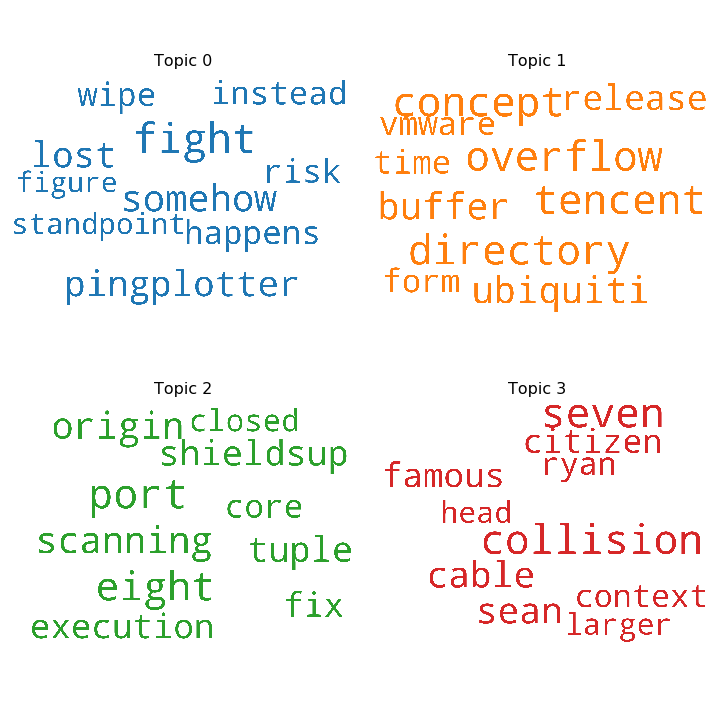 Topic 0
wipe instead
fight
lost
risk
figure
somehow
standpoint
happens
pingplotter
Topic 1
concept release
vmware
time overflow
buffer tencent
directory
form ubiquiti
Topic 2
origin closed
shieldsup
port
core
scanning
tuple
eight
fix
execution
Topic 3
seven
citizen
ryan
famous
head
collision
cable
context
sean
larger